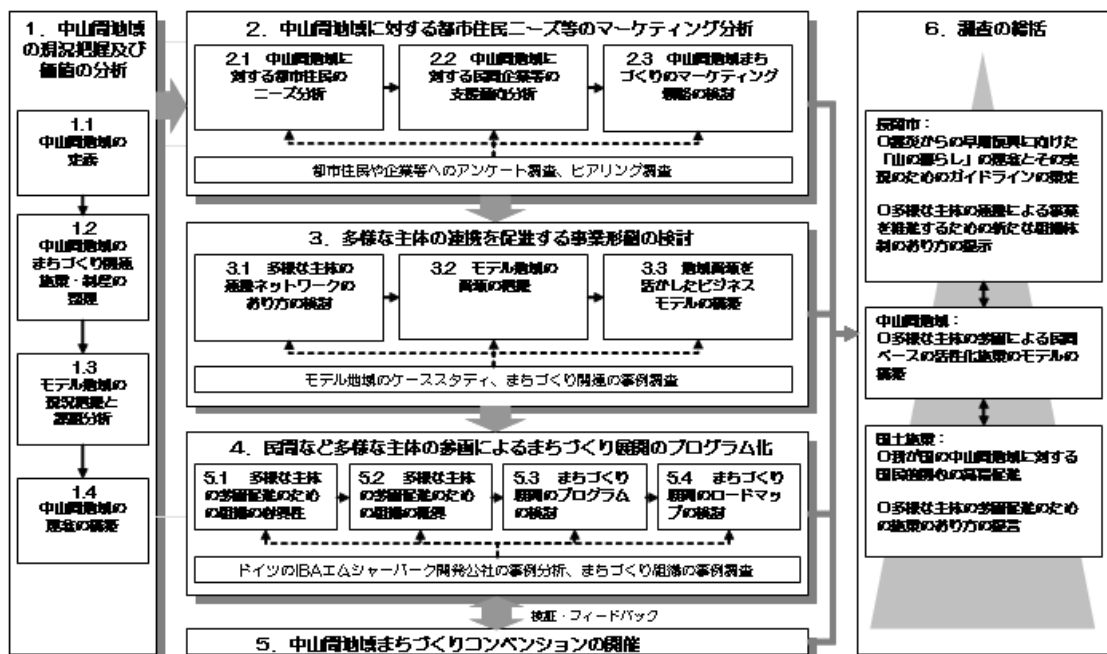 1．中山間地域
の現況把握及び
価値の分析
1.1
中山間地域の
定義
1.2
中山間地域の
まちづくり関連
施策・制度の
整理
1.3
モデル地域の
現況把握と
課題分析
1.4
中山間地域の
理念の構築
2．中山間地域に対する都市住民ニーズ等のマーケティング分析
2.1　中山間地域に
対する都市住民の
ニーズ分析
2.2　中山間地域に
対する民間企業等の
支援動向分析
2.3　中山間地域まち
づくりのマーケティング
戦略の検討
都市住民や企業等へのアンケート調査、ヒアリング調査
3．多様な主体の連携を促進する事業形態の検討
3.1　多様な主体の
連携ネットワークの
あり方の検討
3.2　モデル地域の
資源の把握
3.3　地域資源を
活かしたビジネス
モデルの構築
モデル地域のケーススタディ、まちづくり関連の事例調査
4．民間など多様な主体の参画によるまちづくり展開のプログラム化
5.1　多様な主体
の参画促進のため
の組織の必要性
5.2　多様な主体
の参画促進のため
の組織の概要
5.3　まちづくり
展開のプログラム
の検討
5.4　まちづくり
展開のロードマッ
プの検討
ドイツのIBAエムシャーパーク開発公社の事例分析、まちづくり組織の事例調査
検証・フィードバック
5．中山間地域まちづくりコンベンションの開催
6．調査の総括
長岡市：
○震災からの早期復興に向けた
「山の暮らし」の理念とその実
現のためのガイドラインの策定
○多様な主体の連携による事業
を推進するための新たな組織体
制のあり方の提示
中山間地域：
○多様な主体の参画による民間
ベースの活性化施策のモデルの
構築
国土施策：
○我が国の中山間地域に対する
国民的関心の高揚促進
○多様な主体の参画促進のため
の施策のあり方の提言